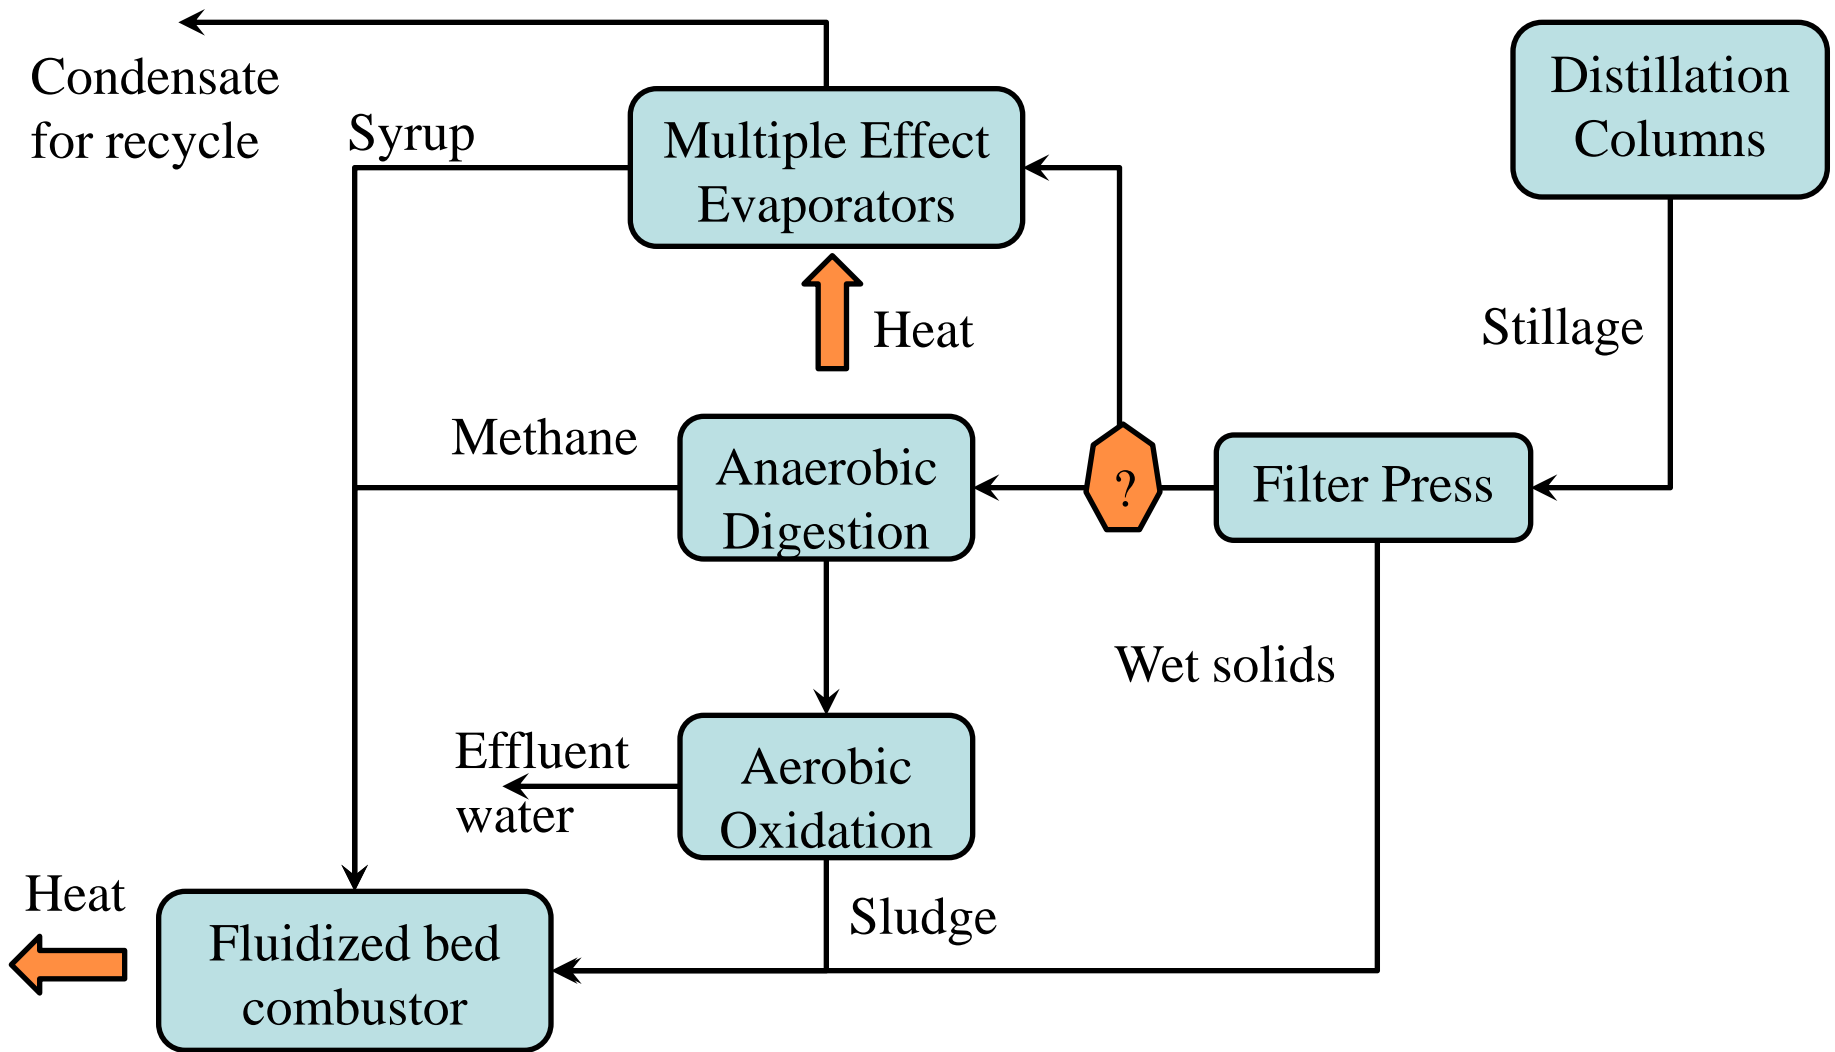 Condensate
for recycle
Syrup
Multiple Effect
Evaporators
Distillation
Columns
Heat
Stillage
Methane
Anaerobic
Digestion
?
Filter Press
Wet solids
Effluent
water
Aerobic
Oxidation
Heat
Sludge
Fluidized bed
combustor